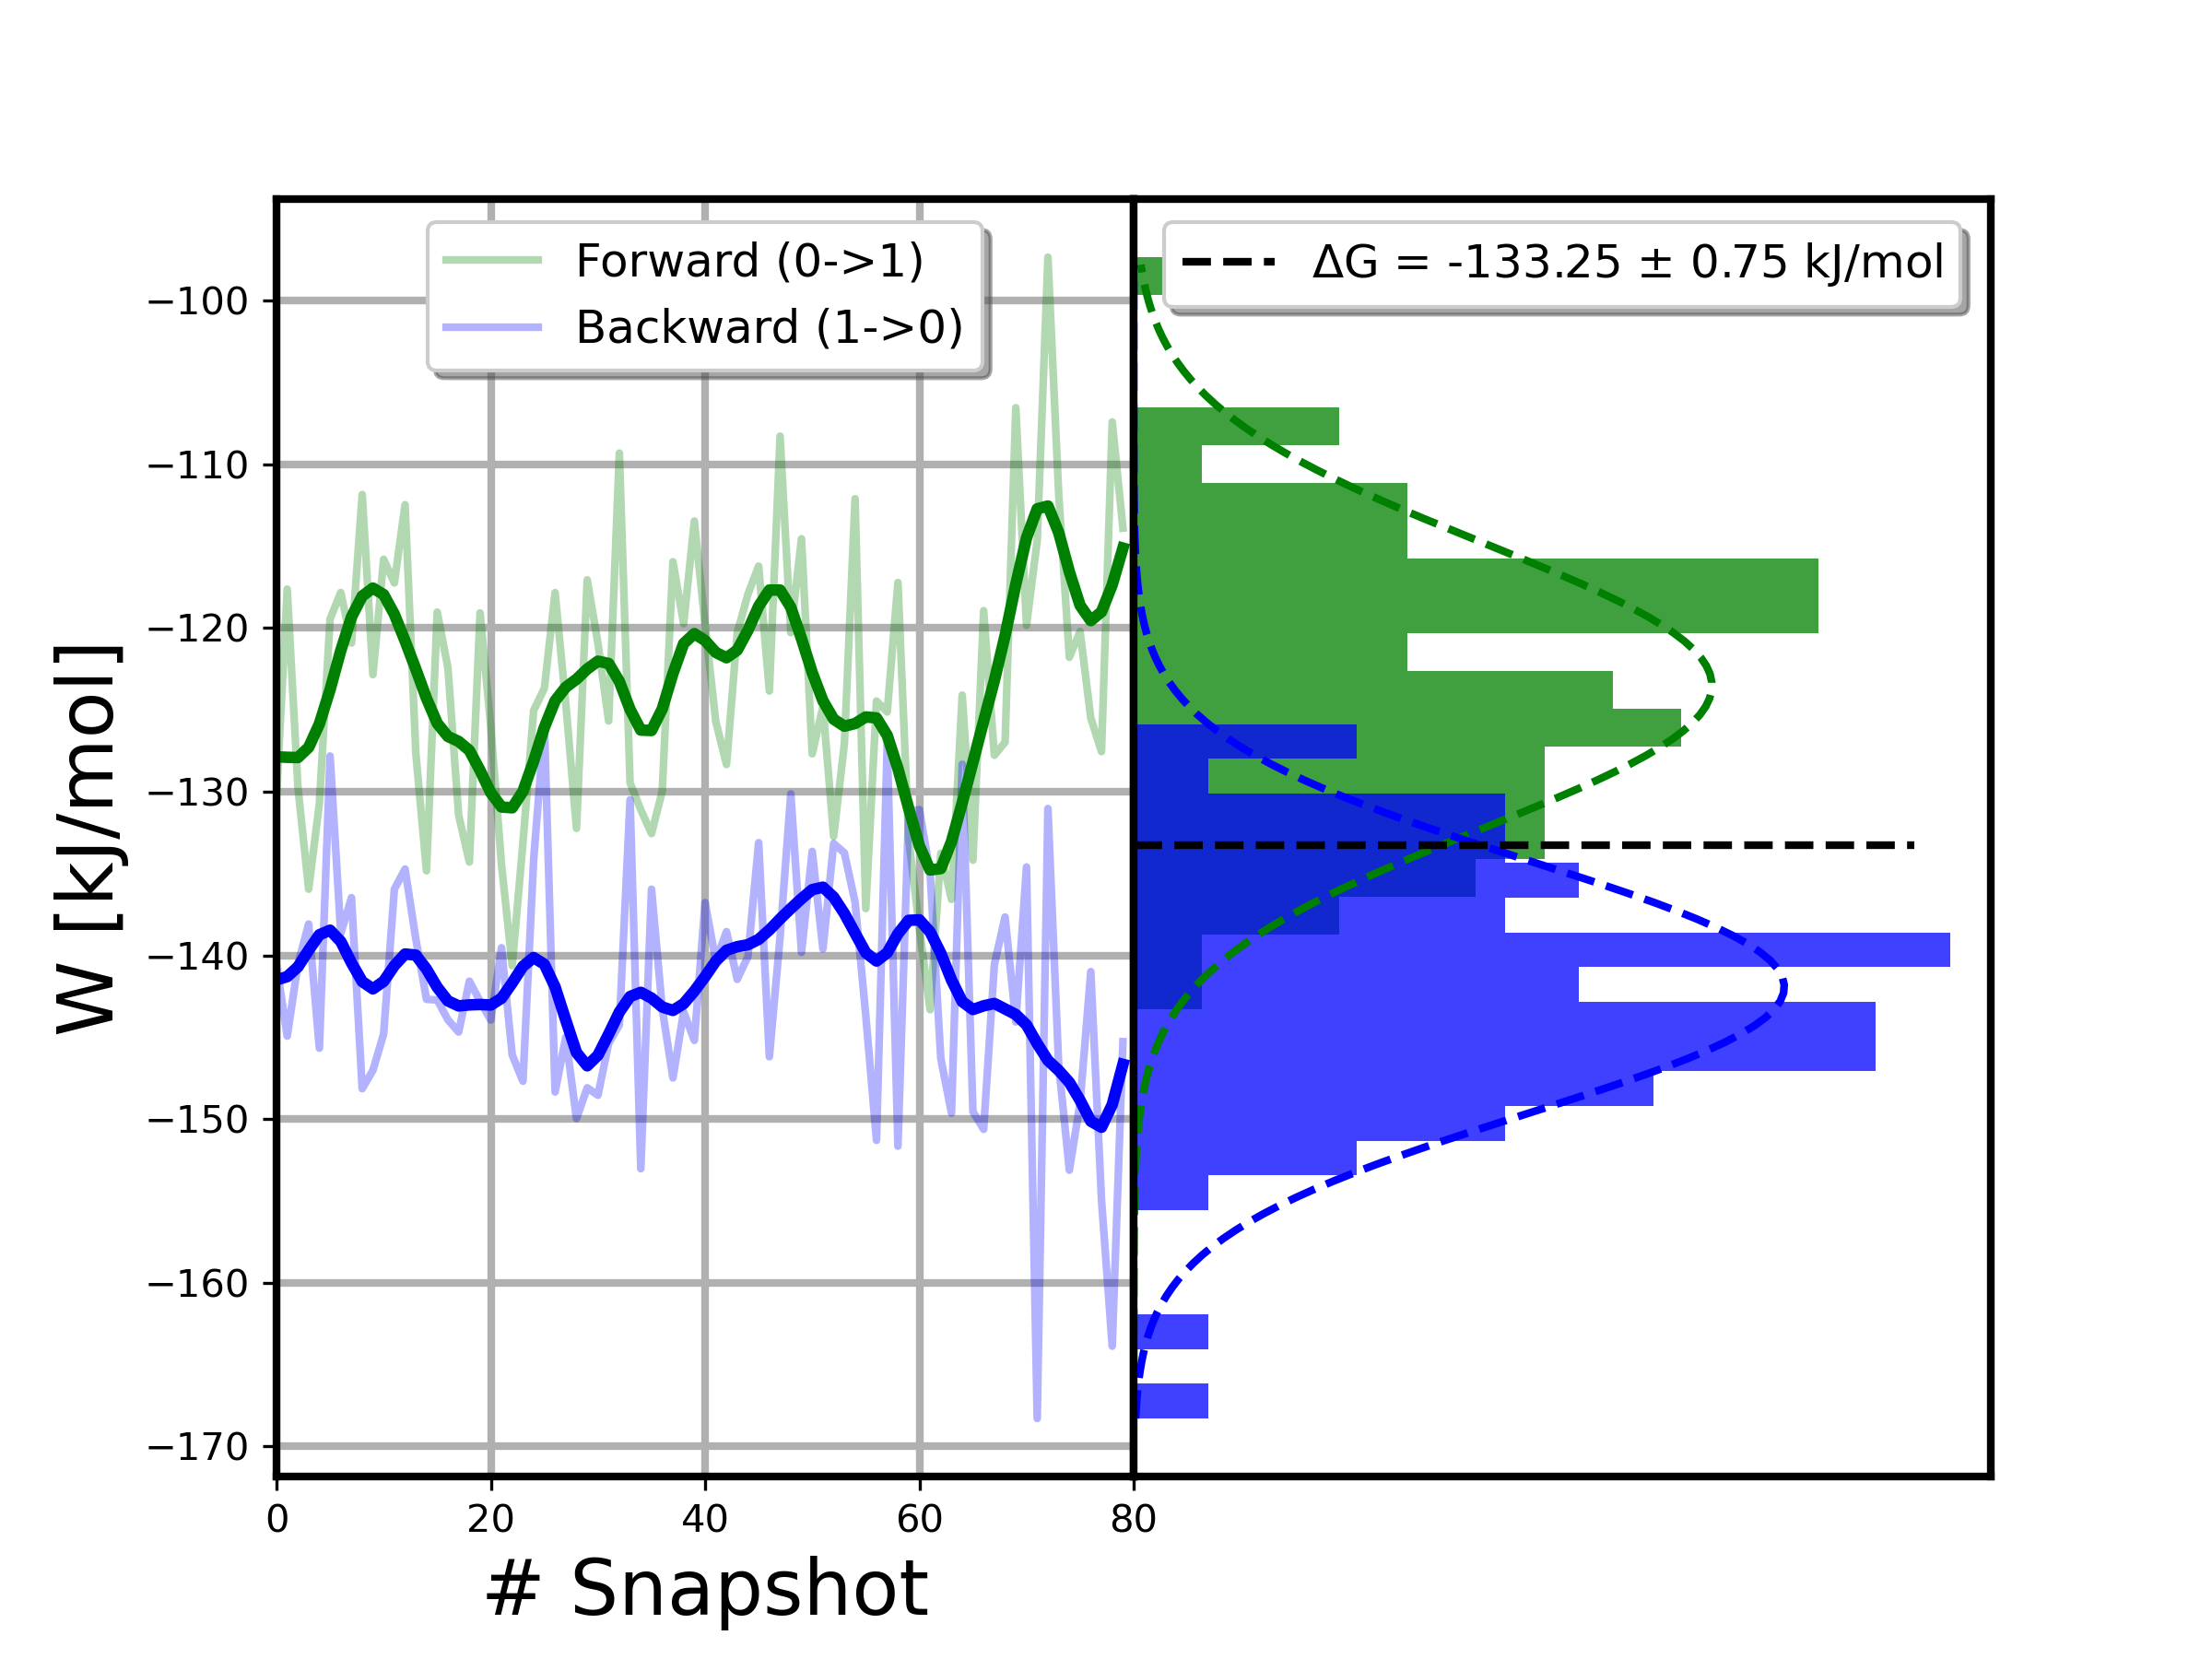 Forward (0->1)
Backward (1->0)
ΔG = -133.25 ± 0.75 kJ/mol
W [kJ/mol]
−100
−110
−120
−130
−140
−150
−160
−170
0 20 40 60 80
# Snapshot